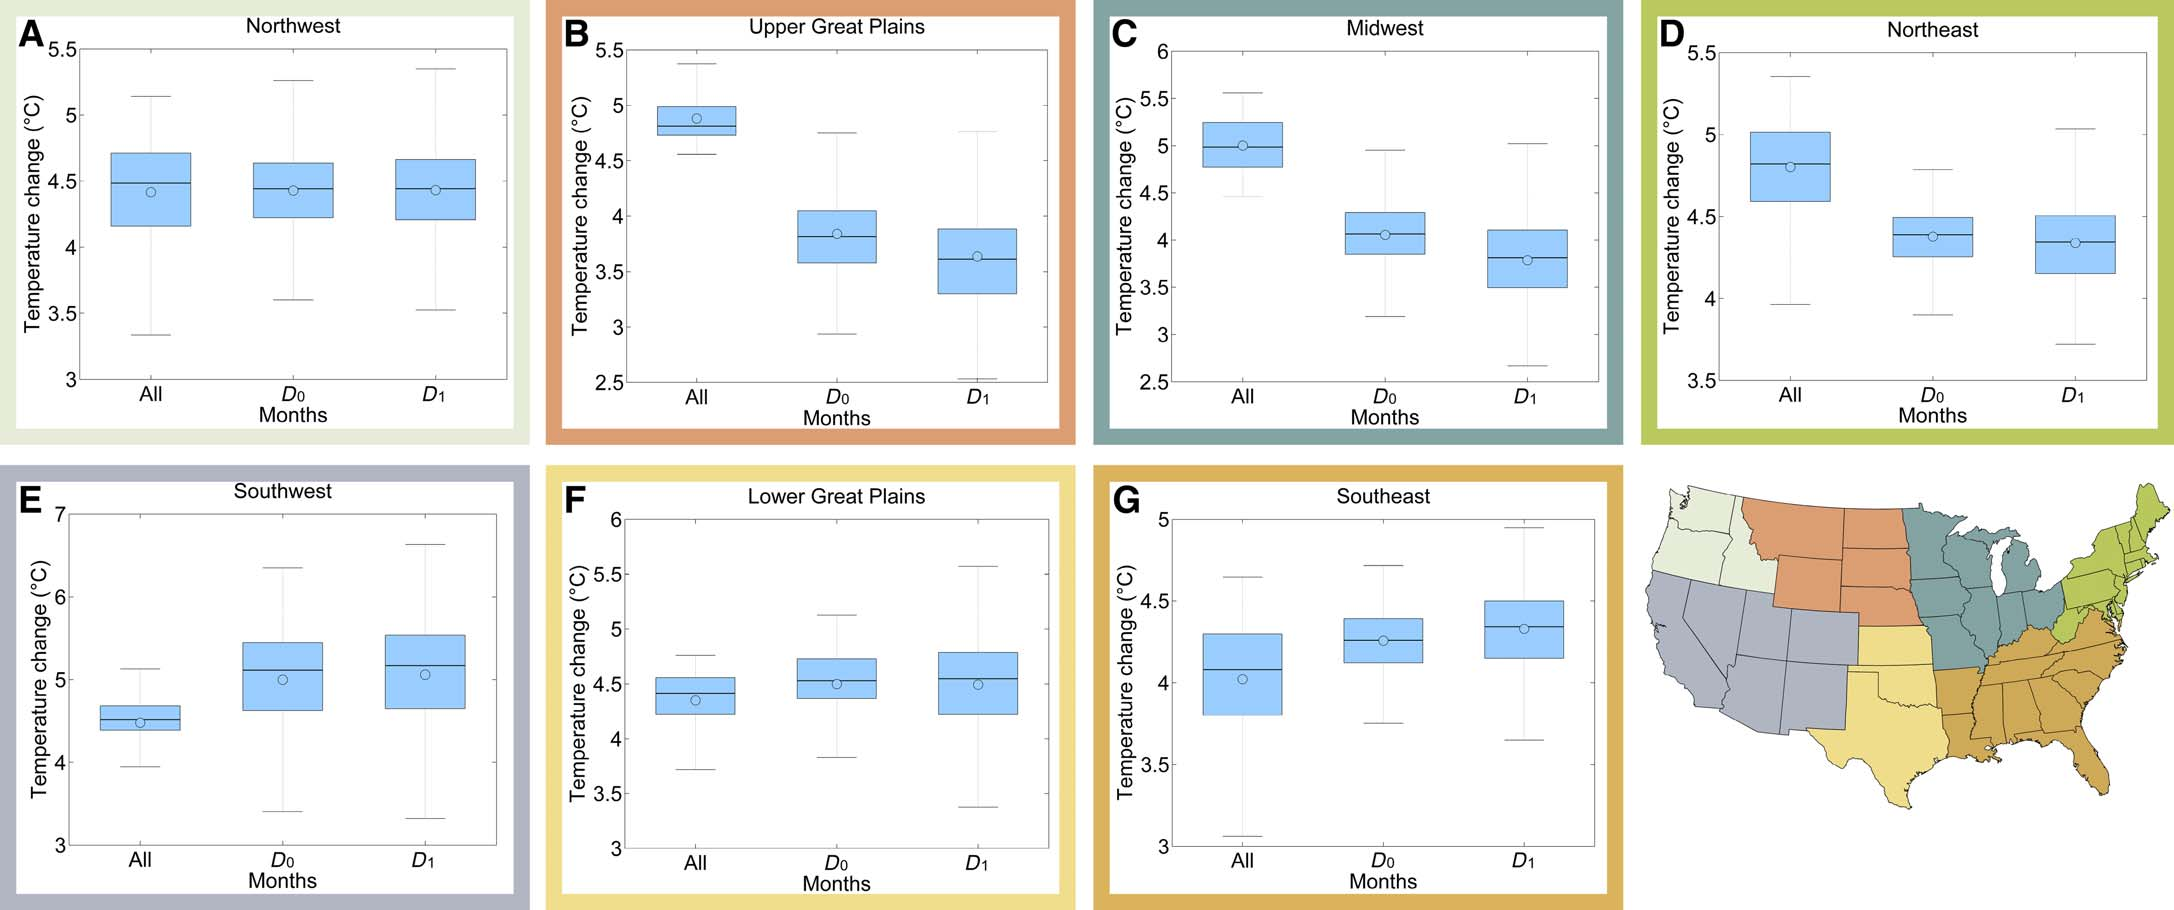 A
Northwest
Temperature change (°C)
5.5
5
4.5
4
3.5
3
All
D0
D1
Months
B
Upper Great Plains
Temperature change (°C)
5.5
5
4.5
4
3.5
3
2.5
All
D0
D1
Months
C
Midwest
Temperature change (°C)
6
5.5
5
4.5
4
3.5
3
2.5
All
D0
D1
Months
D
Northeast
Temperature change (°C)
5.5
5
4.5
4
3.5
All
D0
D1
Months
E
Southwest
Temperature change (°C)
7
6
5
4
3
All
D0
D1
Months
F
Lower Great Plains
Temperature change (°C)
6
5.5
5
4.5
4
3.5
3
All
D0
D1
Months
G
Southeast
Temperature change (°C)
5
4.5
4
3.5
3
All
D0
D1
Months